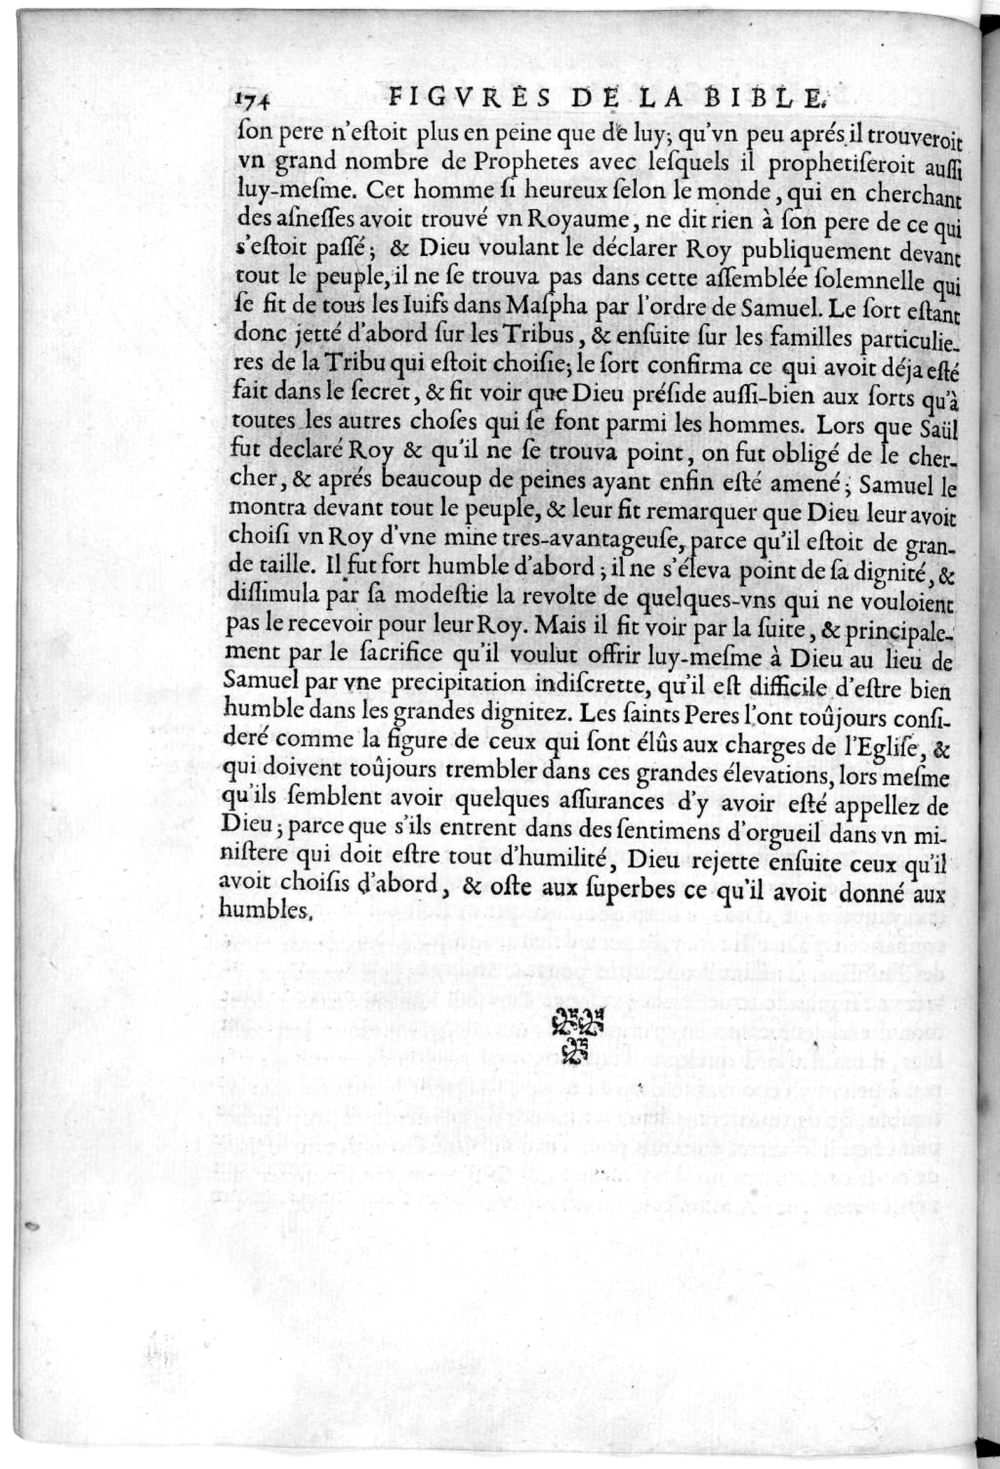 174 FIGVRES DE LA BIBLE.
ſon pere n'eſtoit plus en peine que de luy; qu'vn peu aprés il trouveroit
vn grand nombre de Prophetes avec leſquels il prophetiſeroit auſſi
luy-meſme. Cet homme ſi heureux ſelon le monde, qui en cherchant
des aſneſſes avoit trouvé vn Royaume, ne dit rien à ſon pere de ce qui
s'eſtoit paſſé; & Dieu voulant le déclarer Roy publiquement devant
tout le peuple, il ne ſe trouva pas dans cette aſſemblée ſolemnelle qui
ſe fit de tous les Iuifs dans Maſpha par l'ordre de Samuel. Le ſort eſtant
donc jetté d'abord ſur les Tribus, & enſuite ſur les familles particulie-
res de la Tribu qui eſtoit choiſie; le ſort confirma ce qui avoit déja eſté
fait dans le ſecret, & fit voir que Dieu préſide auſſi-bien aux ſorts qu'à
toutes les autres choſes qui ſe font parmi les hommes. Lors que Saül
fut declaré Roy & qu'il ne ſe trouva point, on fut obligé de le cher-
cher, & aprés beaucoup de peines ayant enfin eſté amené; Samuel le
montra devant tout le peuple, & leur fit remarquer que Dieu leur avoit
choiſi vn Roy d'vne mine tres-avantageuſe, parce qu'il eſtoit de gran-
de taille. Il fut fort humble d'abord; il ne s'éleva point de ſa dignité, &
diſſimula par ſa modeſtie la revolte de quelques-vns qui ne vouloient
pas le recevoir pour leur Roy. Mais il fit voir par la ſuite, & principale-
ment par le ſacrifice qu'il voulut offrir luy-meſme à Dieu au lieu de
Samuel par vne precipitation indiſcrette, qu'il eſt difficile d'eſtre bien
humble dans les grandes dignitez. Les ſaints Peres l'ont toûjours conſi-
deré comme la figure de ceux qui ſont élûs aux charges de l'Egliſe, &
qui doivent toûjours trembler dans ces grandes élevations, lors meſme
qu'ils ſemblent avoir quelques aſſurances d'y avoir eſté appellez de
Dieu; parce que s'ils entrent dans des ſentimens d'orgueil dans vn mi-
niſtere qui doit eſtre tout d'humilité, Dieu rejette enſuite ceux qu'il
avoit choiſis d'abord, & oſte aux ſuperbes ce qu'il avoit donné aux
humbles.